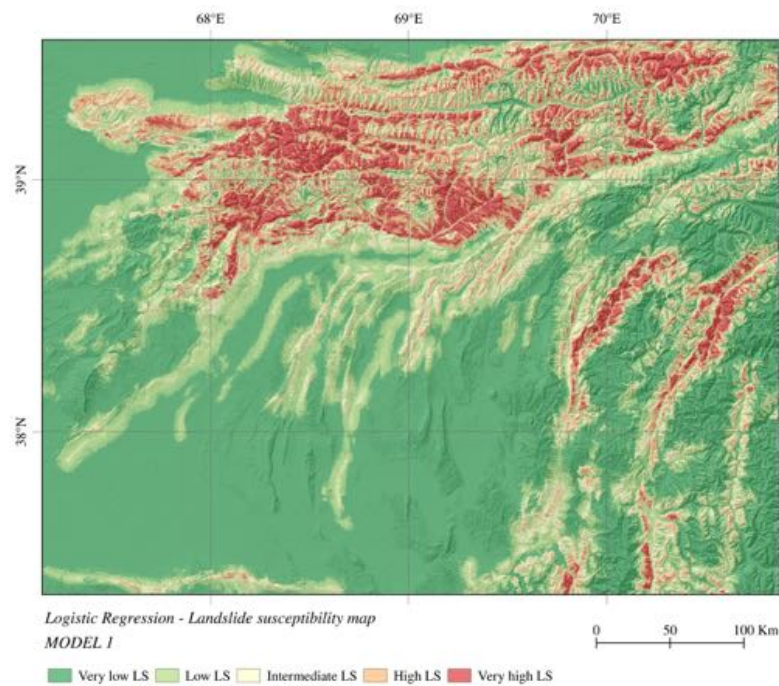 68°E 69°E 70°E
39°N
38°N
Logistic Regression - Landslide susceptibility map
MODEL 1
0 50 100 Km
Very low LS Low LS Intermediate LS High LS Very high LS